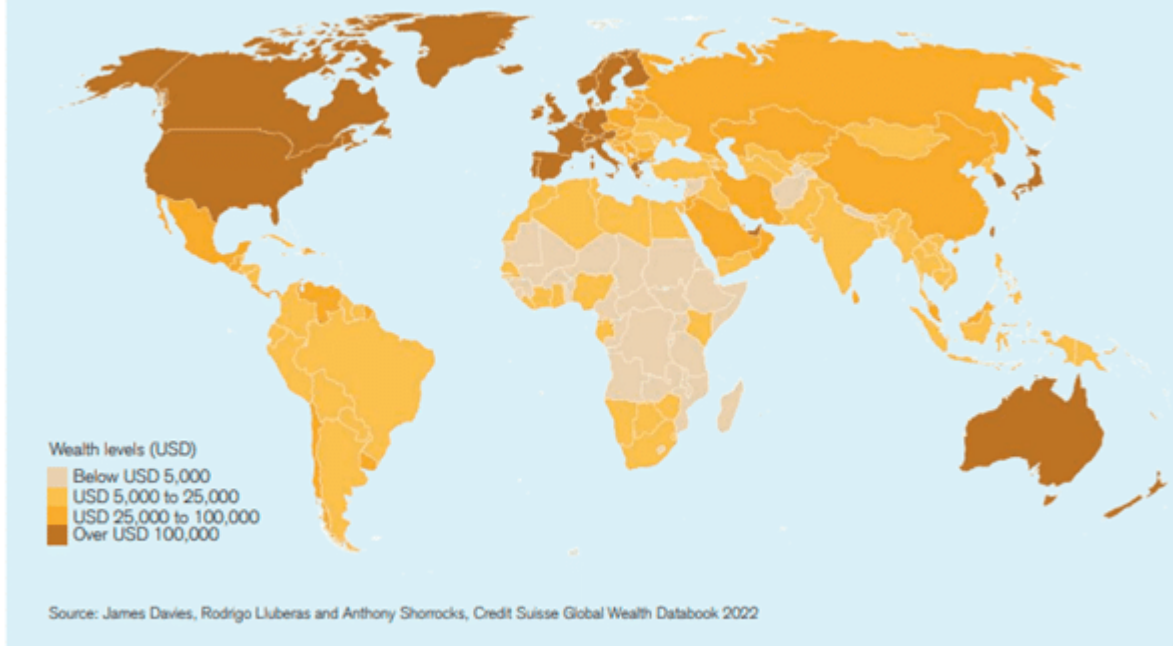 Wealth levels (USD)
Below USD 5,000
USD 5,000 to 25,000
USD 25,000 to 100,000
Over USD 100,000
Source: James Davies, Rodrigo Lluberas and Anthony Shorrocks, Credit Suisse Global Wealth Databook 2022